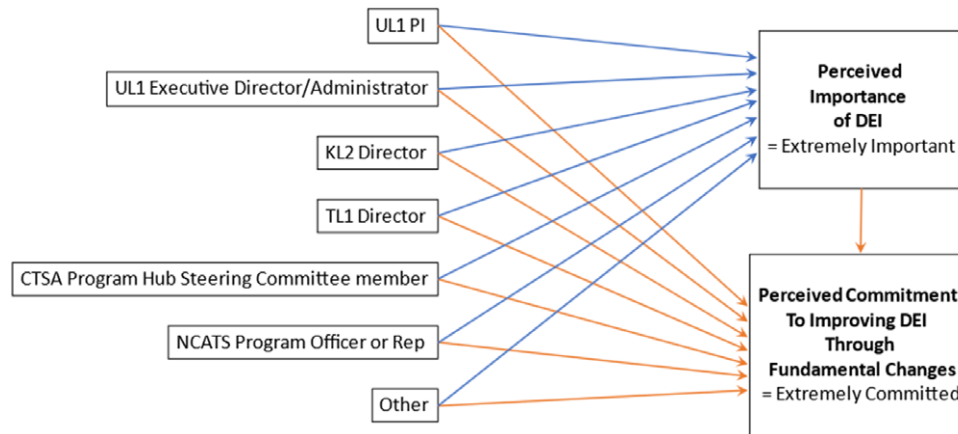 UL1 PI
UL1 Executive Director/Administrator
KL2 Director
TL1 Director
CTSA Program Hub Steering Committee member
NCATS Program Officer or Rep
Other
Perceived
Importance
of DEI
= Extremely Important
Perceived Commitment
To Improving DEI
Through
Fundamental Changes
= Extremely Committed